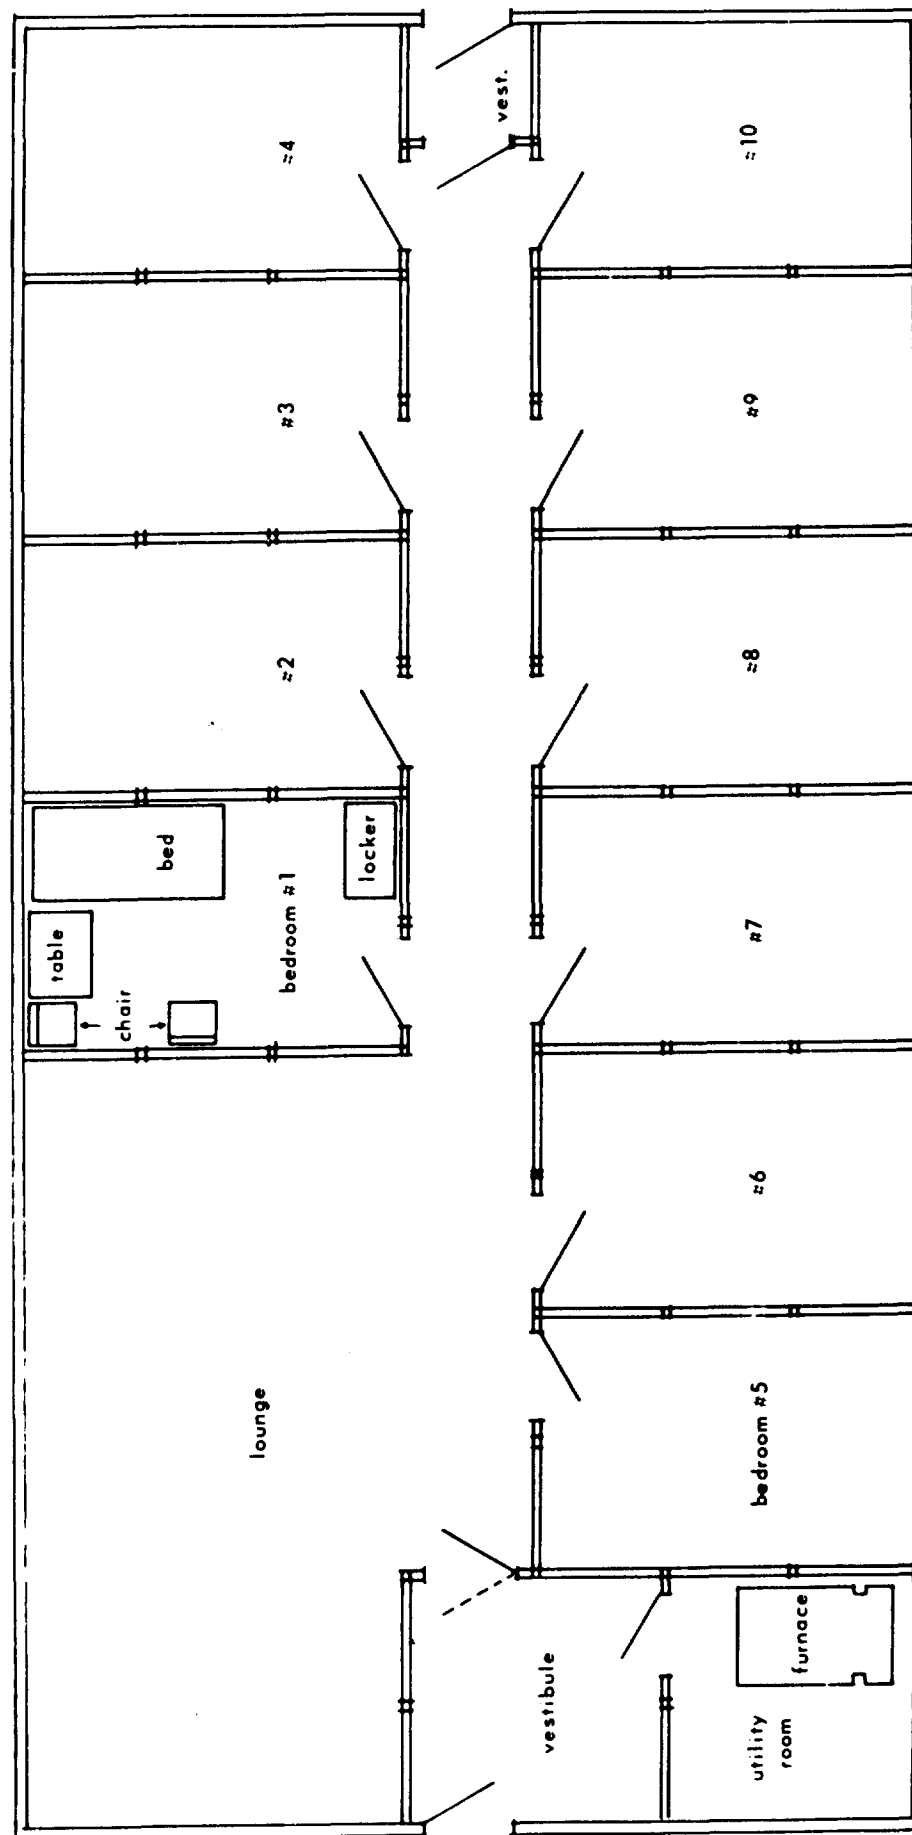 lounge
chair
table
bed
bedroom #1
locker
#2
#3
#4
vestibule
vest.
utility
room
furnace
bedroom #5
#6
#7
#8
#9
#10